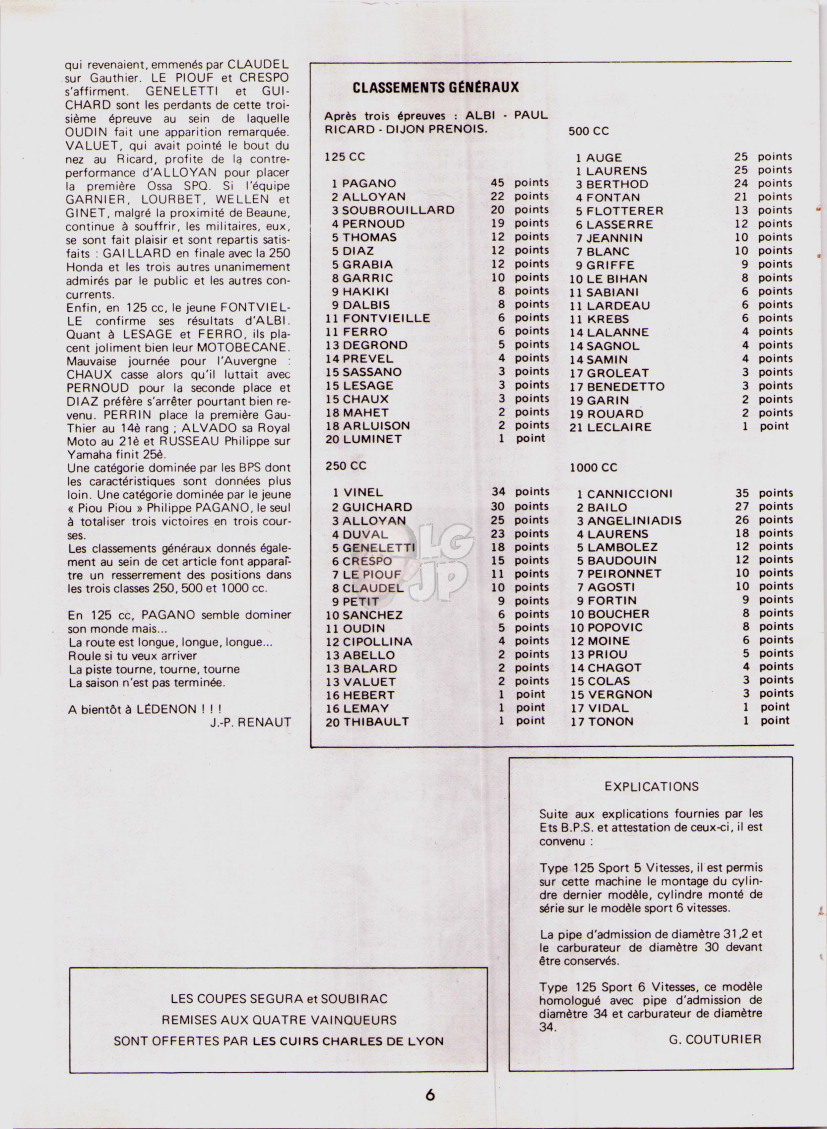 qui revenaient, emmenés par CLAUDEL
sur Gauthier. LE PIOUF et CRESPO
s'affirment. GENELETTI et GUI-
CHARD sont les perdants de cette troi-
sième épreuve au sein de laquelle
OUDIN fait une apparition remarquée.
VALUET, qui avait pointé le bout du
nez au Ricard, profite de la contre-
performance d'ALLOYAN pour placer
la première Ossa SPQ. Si l'équipe
GARNIER, LOURBET, WELLEN et
GINET, malgré la proximité de Beaune,
continue à souffrir, les militaires, eux,
se sont fait plaisir et sont repartis satis-
faits : GAILLARD en finale avec la 250
Honda et les trois autres unanimement
admirés par le public et les autres con-
currents.
Enfin, en 125 cc, le jeune FONTVIEL-
LE confirme ses résultats d'ALBI.
Quant à LESAGE et FERRO, ils pla-
cent joliment bien leur MOTOBECANE.
Mauvaise journée pour l'Auvergne :
CHAUX casse alors qu'il luttait avec
PERNOUD pour la seconde place et
DIAZ préfère s'arrêter pourtant bien re-
venu. PERRIN place la première Gau-
Thier au 14è rang ; ALVADO sa Royal
Moto au 21è et RUSSEAU Philippe sur
Yamaha finit 25è.
Une catégorie dominée par les BPS dont
les caractéristiques sont données plus
loin. Une catégorie dominée par le jeune
« Piou Piou » Philippe PAGANO, le seul
à totaliser trois victoires en trois cour-
ses.
Les classements généraux donnés égale-
ment au sein de cet article font apparaî-
tre un resserrement des positions dans
les trois classes 250, 500 et 1000 cc.
En 125 cc, PAGANO semble dominer
son monde mais...
La route est longue, longue, longue...
Roule si tu veux arriver
La piste tourne, tourne, tourne
La saison n'est pas terminée.
A bientôt à LÉDENON ! ! !
J.-P. RENAUT
CLASSEMENTS GÉNÉRAUX
Après trois épreuves : ALBI - PAUL
RICARD - DIJON PRENOIS.
125 CC
1 PAGANO 45 points
2 ALLOYAN 22 points
3 SOUBROUILLARD 20 points
4 PERNOUD 19 points
5 THOMAS 12 points
5 DIAZ 12 points
5 GRABIA 12 points
8 GARRIC 10 points
9 HAKIKI 8 points
9 DALBIS 8 points
11 FONTVIEILLE 6 points
11 FERRO 6 points
13 DEGROND 5 points
14 PREVEL 4 points
15 SASSANO 3 points
15 LESAGE 3 points
15 CHAUX 3 points
18 MAHET 2 points
18 ARLUISON 2 points
20 LUMINET 1 point
250 CC
1 VINEL 34 points
2 GUICHARD 30 points
3 ALLOYAN 25 points
4 DUVAL 23 points
5 GENELETTI 18 points
6 CRESPO 15 points
7 LE PIOUF 11 points
8 CLAUDEL 10 points
9 PETIT 9 points
10 SANCHEZ 6 points
11 OUDIN 5 points
12 CIPOLLINA 4 points
13 ABELLO 2 points
13 BALARD 2 points
13 VALUET 2 points
16 HEBERT 1 point
16 LEMAY 1 point
20 THIBAULT 1 point
500 CC
1 AUGE 25 points
1 LAURENS 25 points
3 BERTHOD 24 points
4 FONTAN 21 points
5 FLOTTERER 13 points
6 LASSERRE 12 points
7 JEANNIN 10 points
7 BLANC 10 points
9 GRIFFE 9 points
10 LE BIHAN 8 points
11 SABIANI 6 points
11 LARDEAU 6 points
11 KREBS 6 points
14 LALANNE 4 points
14 SAGNOL 4 points
14 SAMIN 4 points
17 GROLEAT 3 points
17 BENEDETTO 3 points
19 GARIN 2 points
19 ROUARD 2 points
21 LECLAIRE 1 point
1000 CC
1 CANNICCIONI 35 points
2 BAILO 27 points
3 ANGELINIADIS 26 points
4 LAURENS 18 points
5 LAMBOLEZ 12 points
5 BAUDOUIN 12 points
7 PEIRONNET 10 points
7 AGOSTI 10 points
9 FORTIN 9 points
10 BOUCHER 8 points
10 POPOVIC 8 points
12 MOINE 6 points
13 PRIOU 5 points
14 CHAGOT 4 points
15 COLAS 3 points
15 VERGNON 3 points
17 VIDAL 1 point
17 TONON 1 point
LG
JP
EXPLICATIONS
Suite aux explications fournies par les
Ets B.P.S. et attestation de ceux-ci, il est
convenu :
Type 125 Sport 5 Vitesses, il est permis
sur cette machine le montage du cylin-
dre dernier modèle, cylindre monté de
série sur le modèle sport 6 vitesses.
La pipe d'admission de diamètre 31,2 et
le carburateur de diamètre 30 devant
être conservés.
Type 125 Sport 6 Vitesses, ce modèle
homologué avec pipe d'admission de
diamètre 34 et carburateur de diamètre
34.
G. COUTURIER
LES COUPES SEGURA et SOUBIRAC
REMISES AUX QUATRE VAINQUEURS
SONT OFFERTES PAR LES CUIRS CHARLES DE LYON
6